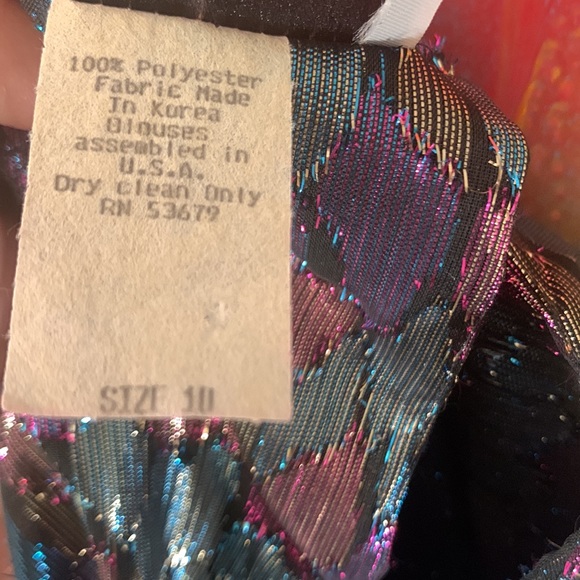 100% Polyester
Fabric Made
In Korea
Blouses
assembled in
U.S.A.
Dry clean Only
RN 53679
SIZE 10